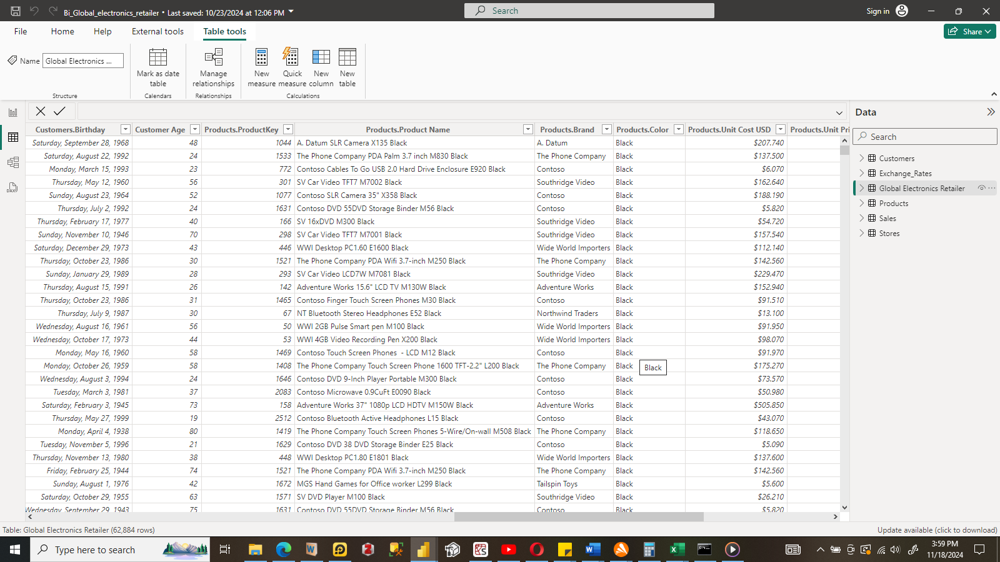 Bi_Global_electronics_retailer • Last saved: 10/23/2024 at 12:06 PM
Search
Sign in
File Home Help External tools Table tools
Share
Name Global Electronics ...
Mark as date table
Manage relationships
New measure
Quick measure
New column
New table
Structure Calendars Relationships Calculations
Customers.Birthday Customer Age Products.ProductKey Products.Product Name Products.Brand Products.Color Products.Unit Cost USD Products.Unit Pri
Saturday, September 28, 1968 48 1044 A. Datum SLR Camera X135 Black A. Datum Black $207.740
Saturday, August 22, 1992 24 1533 The Phone Company PDA Palm 3.7 inch M830 Black The Phone Company Black $137.500
Monday, March 15, 1993 23 772 Contoso Cables To Go USB 2.0 Hard Drive Enclosure E920 Black Contoso Black $6.070
Thursday, May 12, 1960 56 301 SV Car Video TFT7 M7002 Black Southridge Video Black $162.640
Sunday, August 23, 1964 52 1077 Contoso SLR Camera 35" X358 Black Contoso Black $188.190
Thursday, July 2, 1992 24 1631 Contoso DVD 55DVD Storage Binder M56 Black Contoso Black $5.820
Thursday, February 17, 1977 40 166 SV 16xDVD M300 Black Southridge Video Black $54.720
Sunday, November 10, 1946 70 298 SV Car Video TFT7 M7001 Black Southridge Video Black $157.540
Saturday, December 29, 1973 43 446 WWI Desktop PC1.60 E1600 Black Wide World Importers Black $112.140
Thursday, October 23, 1986 30 1521 The Phone Company PDA Wifi 3.7-inch M250 Black The Phone Company Black $142.560
Sunday, January 29, 1989 28 293 SV Car Video LCD7W M7081 Black Southridge Video Black $229.470
Thursday, August 15, 1991 26 142 Adventure Works 15.6" LCD TV M130W Black Adventure Works Black $152.940
Thursday, October 23, 1986 31 1465 Contoso Finger Touch Screen Phones M30 Black Contoso Black $91.510
Thursday, July 9, 1987 30 67 NT Bluetooth Stereo Headphones E52 Black Northwind Traders Black $13.100
Wednesday, August 16, 1961 56 50 WWI 2GB Pulse Smart pen M100 Black Wide World Importers Black $91.950
Wednesday, October 17, 1973 44 53 WWI 4GB Video Recording Pen X200 Black Wide World Importers Black $98.070
Monday, May 16, 1960 58 1469 Contoso Touch Screen Phones - LCD M12 Black Contoso Black $91.970
Monday, October 26, 1959 58 1408 The Phone Company Touch Screen Phone 1600 TFT-2.2" L200 Black The Phone Company Black $175.270
Black
Wednesday, August 3, 1994 24 1646 Contoso DVD 9-Inch Player Portable M300 Black Contoso Black $73.570
Tuesday, March 3, 1981 37 2083 Contoso Microwave 0.9CuFt E0090 Black Contoso Black $50.980
Saturday, February 3, 1945 73 158 Adventure Works 37" 1080p LCD HDTV M150W Black Adventure Works Black $505.850
Thursday, May 27, 1999 19 2512 Contoso Bluetooth Active Headphones L15 Black Contoso Black $43.070
Monday, April 4, 1938 80 1419 The Phone Company Touch Screen Phones 5-Wire/On-wall M508 Black The Phone Company Black $118.650
Tuesday, November 5, 1996 21 1629 Contoso DVD 38 DVD Storage Binder E25 Black Contoso Black $5.090
Thursday, November 13, 1980 38 448 WWI Desktop PC1.80 E1801 Black Wide World Importers Black $137.600
Friday, February 25, 1944 74 1521 The Phone Company PDA Wifi 3.7-inch M250 Black The Phone Company Black $142.560
Sunday, August 1, 1976 42 1672 MGS Hand Games for Office worker L299 Black Tailspin Toys Black $5.600
Saturday, October 29, 1955 63 1571 SV DVD Player M100 Black Southridge Video Black $26.210
Wednesday, September 29, 1943 75 1631 Contoso DVD 55DVD Storage Binder M56 Black Contoso Black $5.820
Data
Search
Customers
Exchange_Rates
Global Electronics Retailer
Products
Sales
Stores
Table: Global Electronics Retailer (62,884 rows)
Update available (click to download)
Type here to search
3:59 PM
11/18/2024